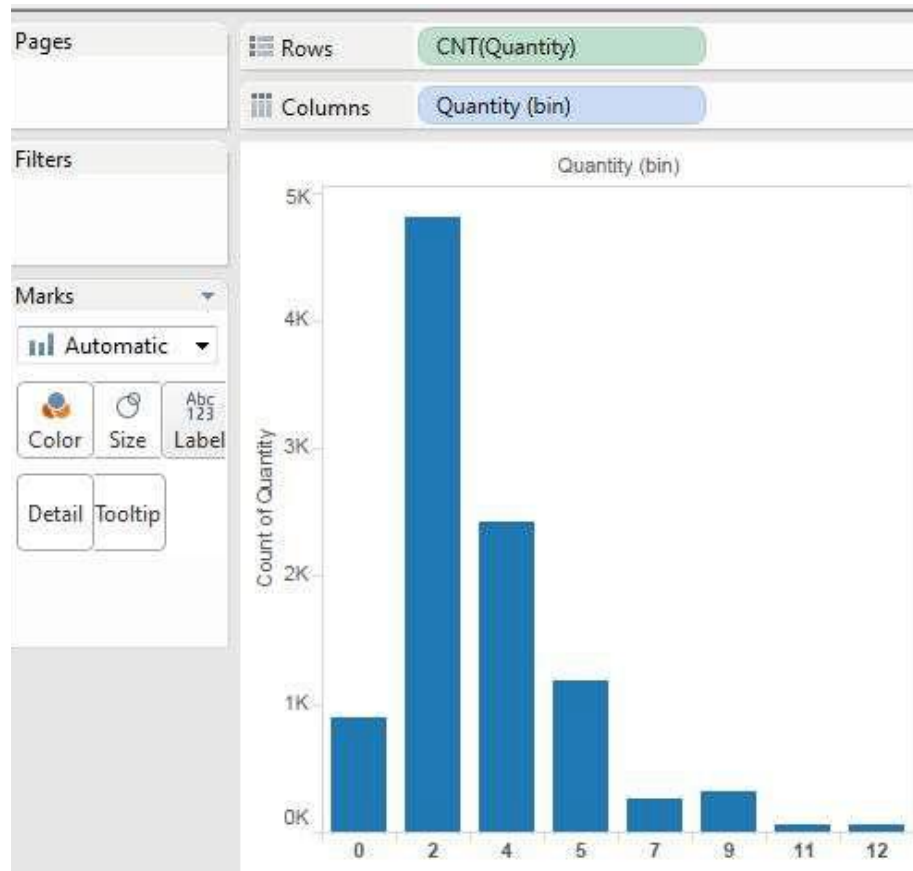 Pages
Rows
CNT(Quantity)
Columns
Quantity (bin)
Filters
Marks
Automatic
Color
Size
Abc
123
Label
Detail
Tooltip
Quantity (bin)
5K
4K
3K
2K
1K
0K
Count of Quantity
0 2 4 5 7 9 11 12